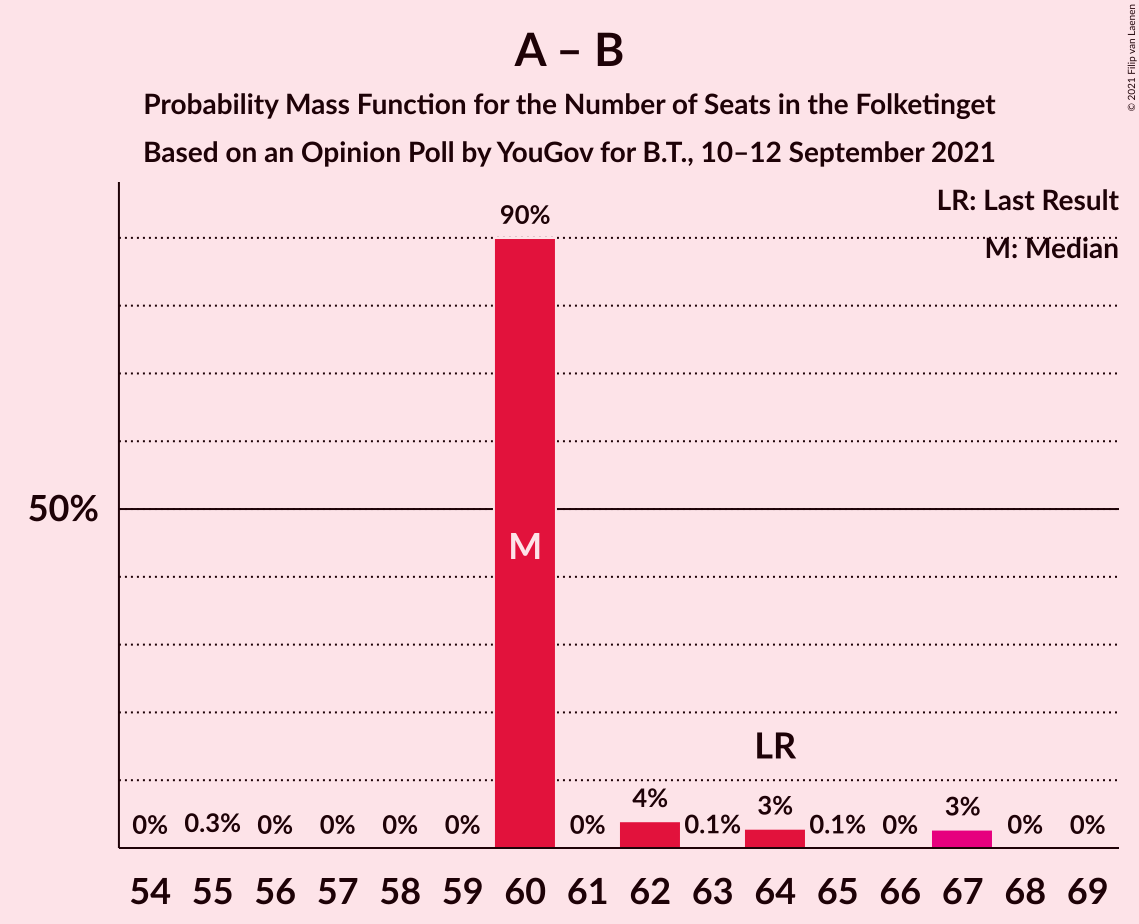 © 2021 Filip van Laenen
A – B
Probability Mass Function for the Number of Seats in the Folketinget
Based on an Opinion Poll by YouGov for B.T., 10–12 September 2021
LR: Last Result
M: Median
50%
90%
M
LR
0% 0.3% 0% 0% 0% 0% 0% 4% 0.1% 3% 0.1% 0% 3% 0% 0%
54 55 56 57 58 59 60 61 62 63 64 65 66 67 68 69